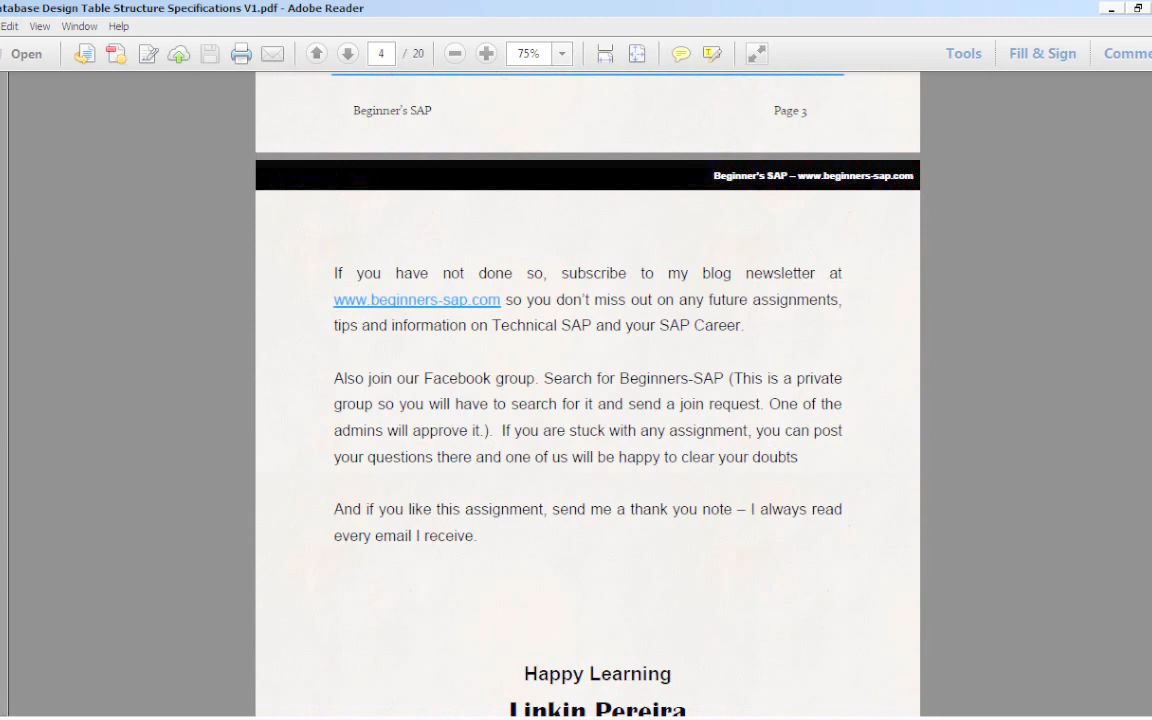 atabase Design Table Structure Specifications V1.pdf - Adobe Reader
Edit View Window Help
Open 4 / 20 75% Tools Fill & Sign Comme
Beginner's SAP Page 3
Beginner's SAP – www.beginners-sap.com
If you have not done so, subscribe to my blog newsletter at
www.beginners-sap.com so you don't miss out on any future assignments,
tips and information on Technical SAP and your SAP Career.
Also join our Facebook group. Search for Beginners-SAP (This is a private
group so you will have to search for it and send a join request. One of the
admins will approve it.). If you are stuck with any assignment, you can post
your questions there and one of us will be happy to clear your doubts
And if you like this assignment, send me a thank you note – I always read
every email I receive.
Happy Learning
Linkin Pereira